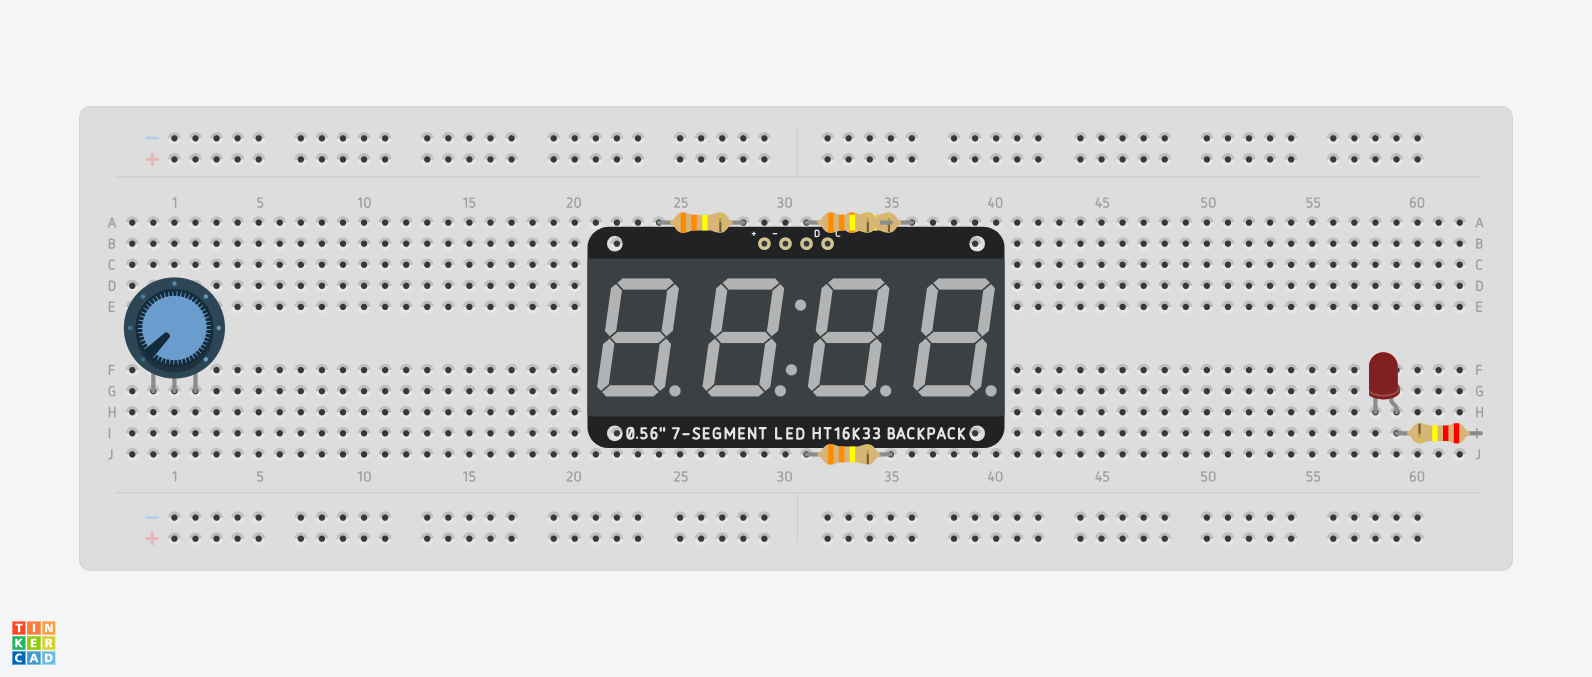 1 5 10 15 20 25 30 35 40 45 50 55 60
A A
+ - D C
B B
C C
D D
E E
F F
G G
H H
I 0.56" 7-SEGMENT LED HT16K33 BACKPACK I
J J
1 5 10 15 20 25 30 35 40 45 50 55 60
TIN
KER
CAD